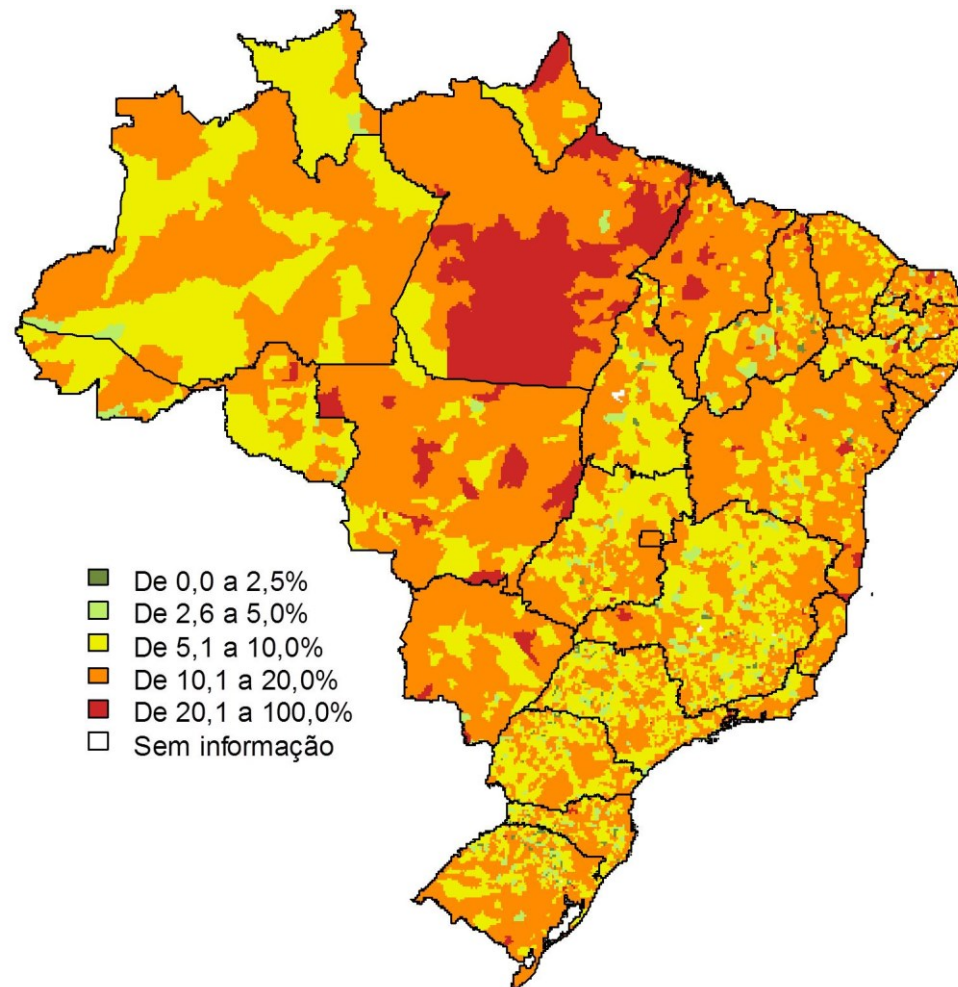 De 0,0 a 2,5%
De 2,6 a 5,0%
De 5,1 a 10,0%
De 10,1 a 20,0%
De 20,1 a 100,0%
Sem informação